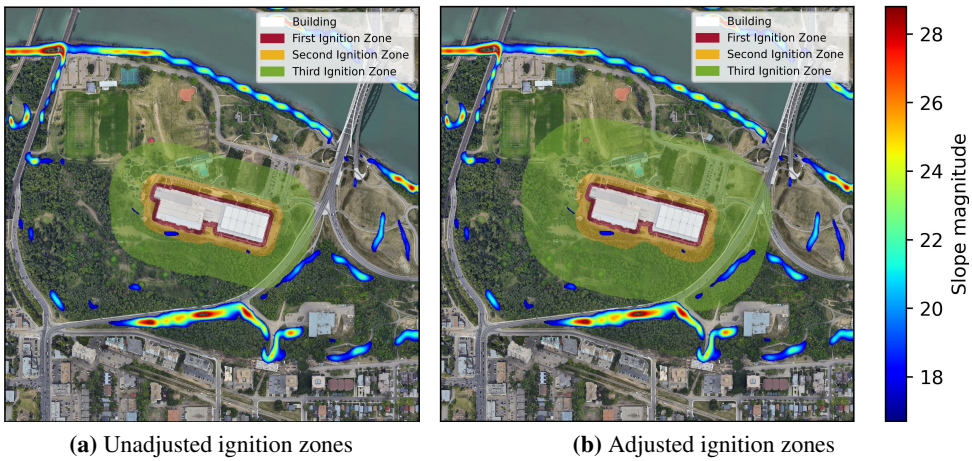 Building
First Ignition Zone
Second Ignition Zone
Third Ignition Zone
Building
First Ignition Zone
Second Ignition Zone
Third Ignition Zone
28
26
24
22
20
18
Slope magnitude
(a) Unadjusted ignition zones
(b) Adjusted ignition zones